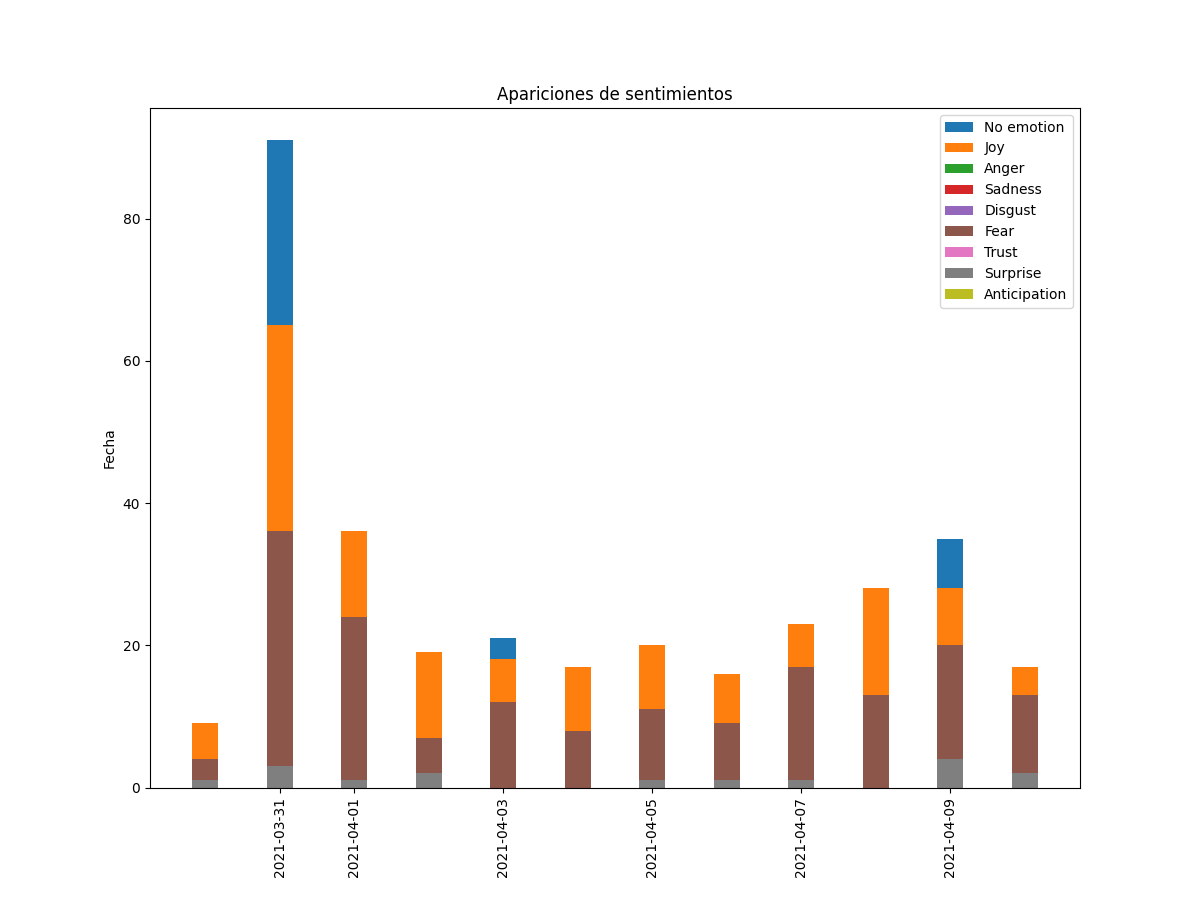 Apariciones de sentimientos
No emotion
Joy
Anger
Sadness
Disgust
Fear
Trust
Surprise
Anticipation
Fecha
80
60
40
20
0
2021-03-31
2021-04-01
2021-04-03
2021-04-05
2021-04-07
2021-04-09